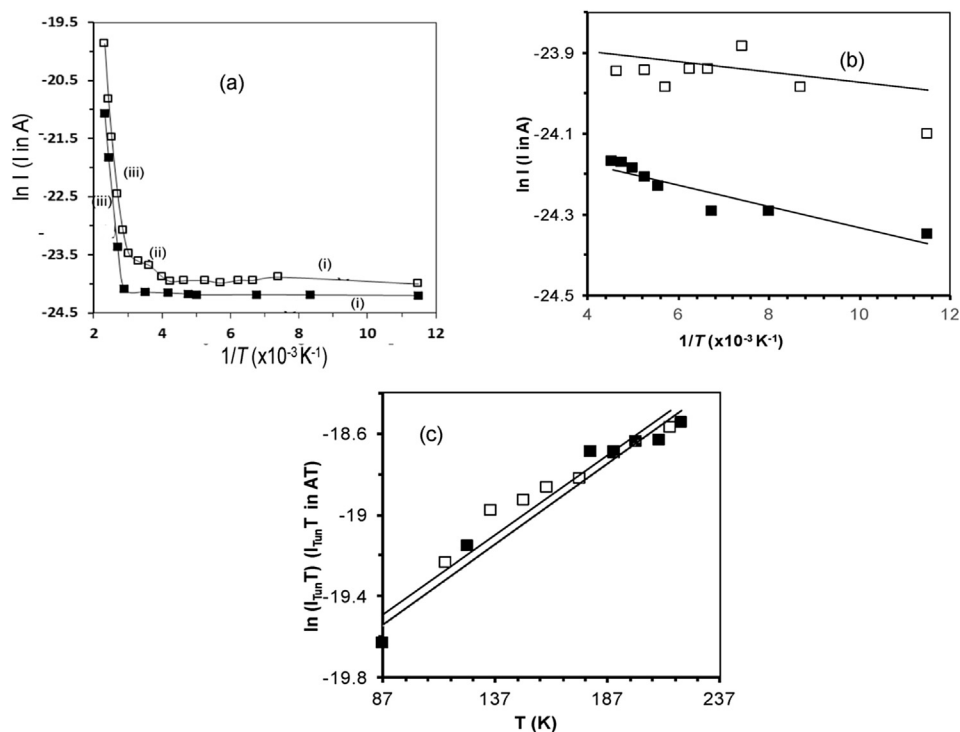 (a)
-19.5
-20.5
-21.5
-22.5
-23.5
-24.5
ln I (I in A)
(iii)
(iii)
(ii)
(i)
(i)
2 4 6 8 10 12
1/T (x10-3 K-1)
(b)
-23.9
-24.1
-24.3
-24.5
ln I (I in A)
4 6 8 10 12
1/T (x10-3 K-1)
(c)
-18.6
-19
-19.4
-19.8
ln (ITunT) (ITunT in AT)
87 137 187 237
T (K)